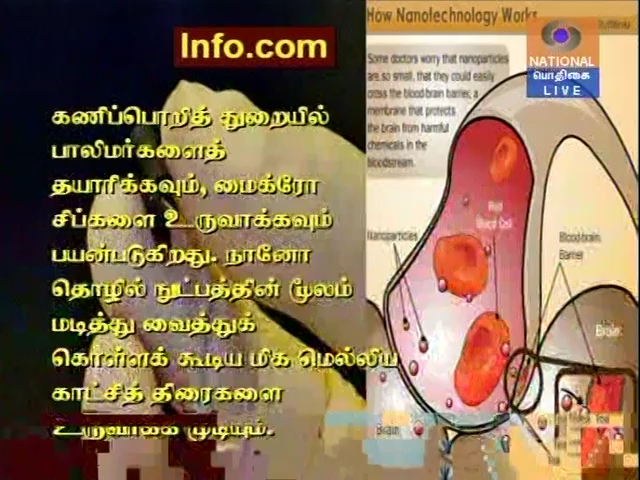 Info.com
கணிப்பொறித் துறையில்
பாலிமர்களைத்
தயாரிக்கவும், மைக்ரோ
சிப்களை உருவாக்கவும்
பயன்படுகிறது. நானோ
தொழில் நுட்பத்தின் மூலம்
மடித்து வைத்துக்
கொள்ளக் கூடிய மிக மெல்லிய
காட்சித் திரைகளை
உருவாக்க முடியும்.
How Nanotechnology Works
Some doctors worry that nanoparticles
are so small, that they could easily
cross the blood-brain barrier, a
membrane that protects
the brain from harmful
chemicals in the
bloodstream.
Red
Blood Cell
Nanoparticles
Blood-brain
Barrier
Brain
Brain
NATIONAL
பொதிகை
LIVE